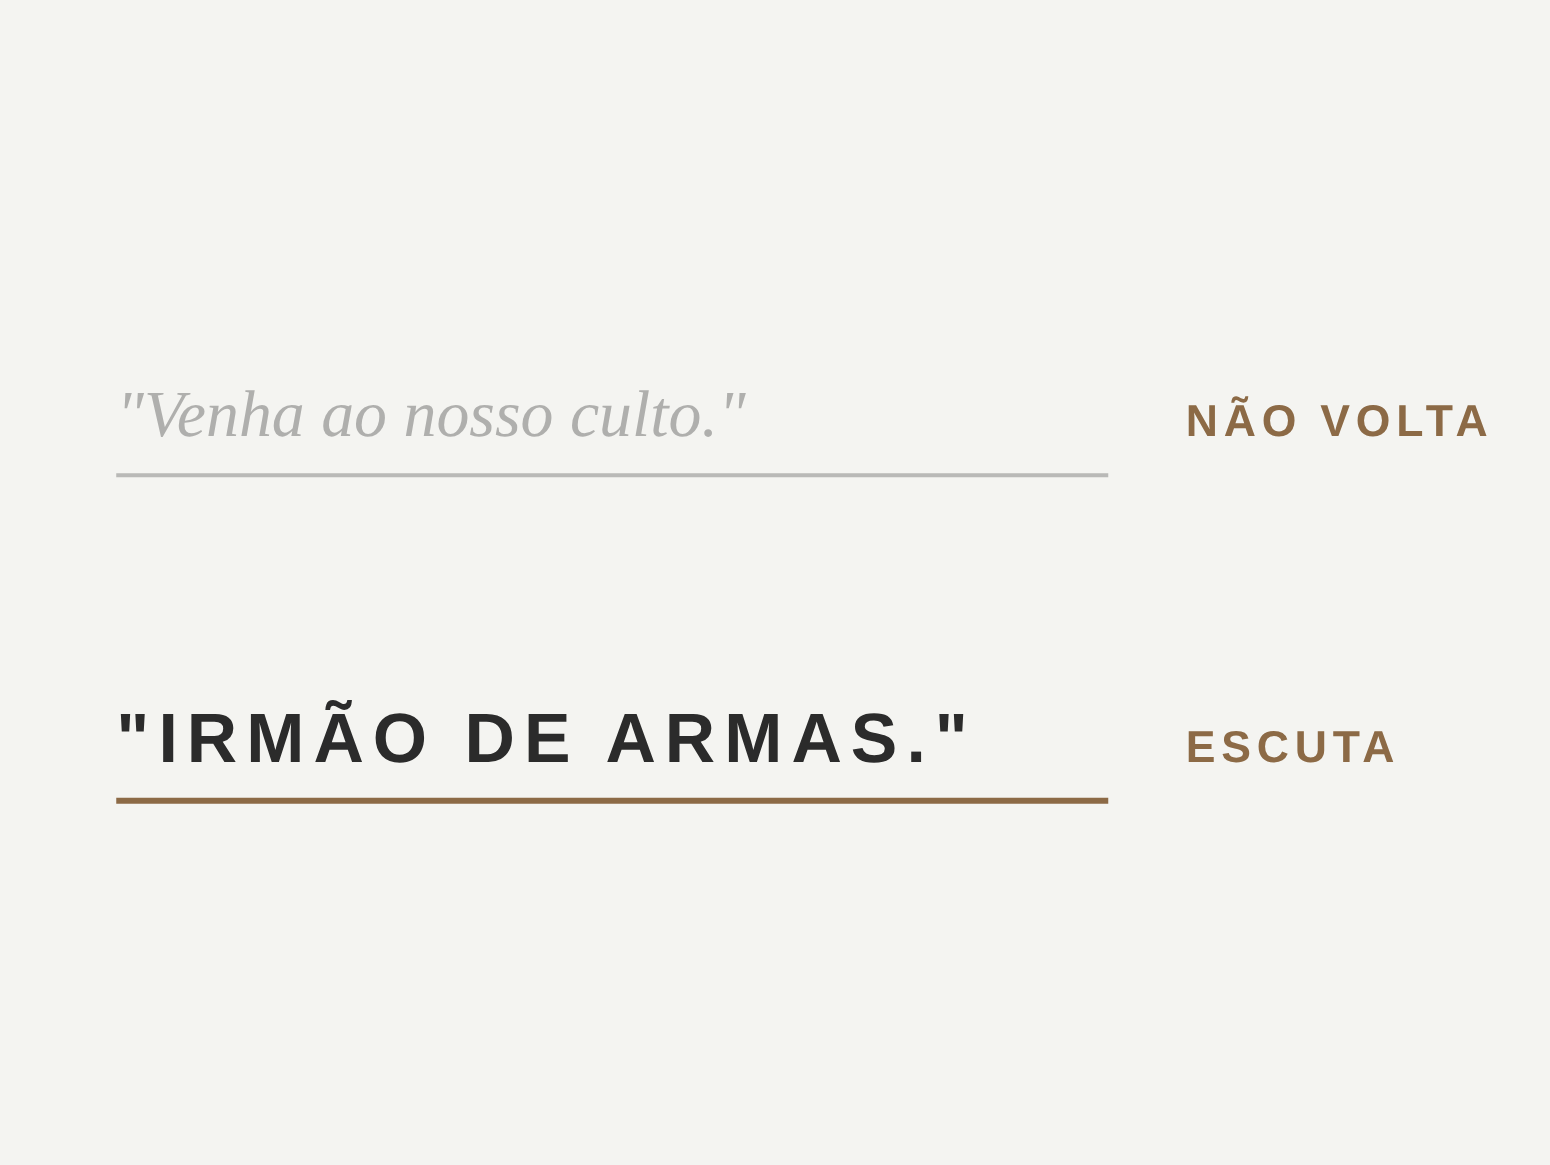 "Venha ao nosso culto." NÃO VOLTA
"IRMÃO DE ARMAS." ESCUTA